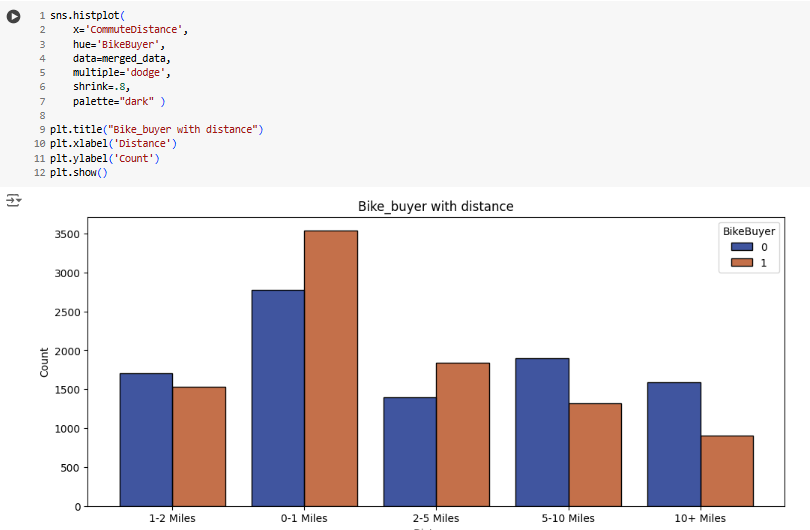 1 sns.histplot(
2 x='CommuteDistance',
3 hue='BikeBuyer',
4 data=merged_data,
5 multiple='dodge',
6 shrink=.8,
7 palette="dark" )
8
9 plt.title("Bike_buyer with distance")
10 plt.xlabel('Distance')
11 plt.ylabel('Count')
12 plt.show()
Bike_buyer with distance
BikeBuyer
0
1
Count
3500
3000
2500
2000
1500
1000
500
0
1-2 Miles 0-1 Miles 2-5 Miles 5-10 Miles 10+ Miles